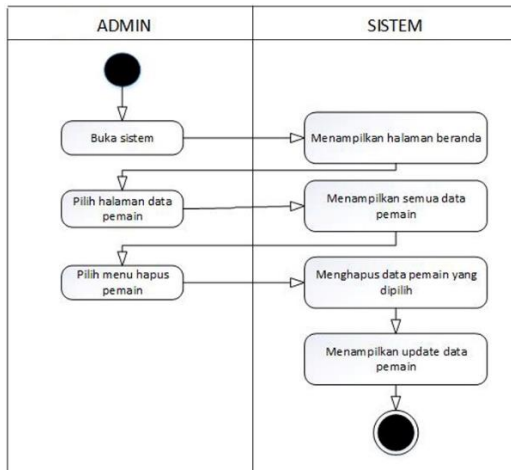 ADMIN
SISTEM
Buka sistem
Menampilkan halaman beranda
Pilih halaman data
pemain
Menampilkan semua data
pemain
Pilih menu hapus
pemain
Menghapus data pemain yang
dipilih
Menampilkan update data
pemain